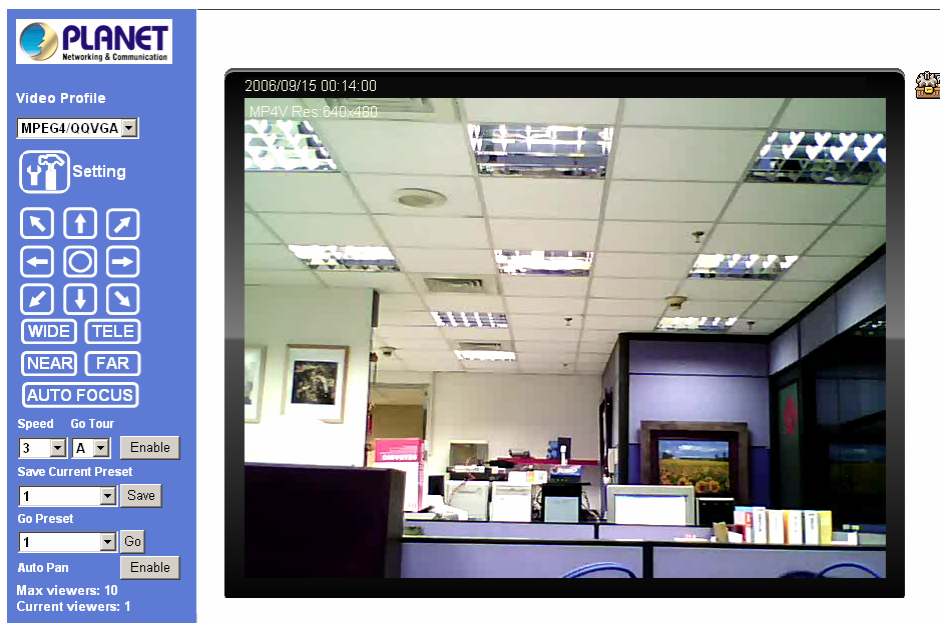 PLANET
Networking & Communication
Video Profile
MPEG4/QQVGA
Setting
WIDE TELE
NEAR FAR
AUTO FOCUS
Speed Go Tour
3 A Enable
Save Current Preset
1 Save
Go Preset
1 Go
Auto Pan Enable
Max viewers: 10
Current viewers: 1
2006/09/15 00:14:00
MP4V Res:640x480